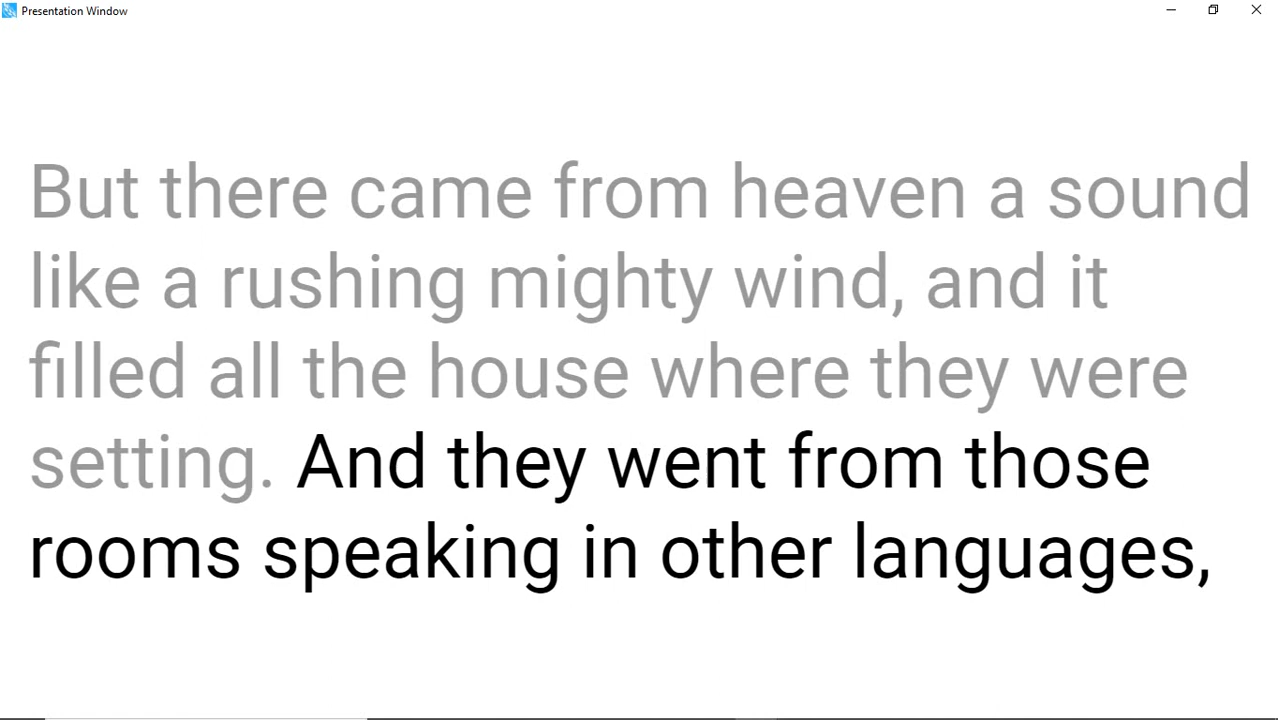 Presentation Window
But there came from heaven a sound
like a rushing mighty wind, and it
filled all the house where they were
setting. And they went from those
rooms speaking in other languages,